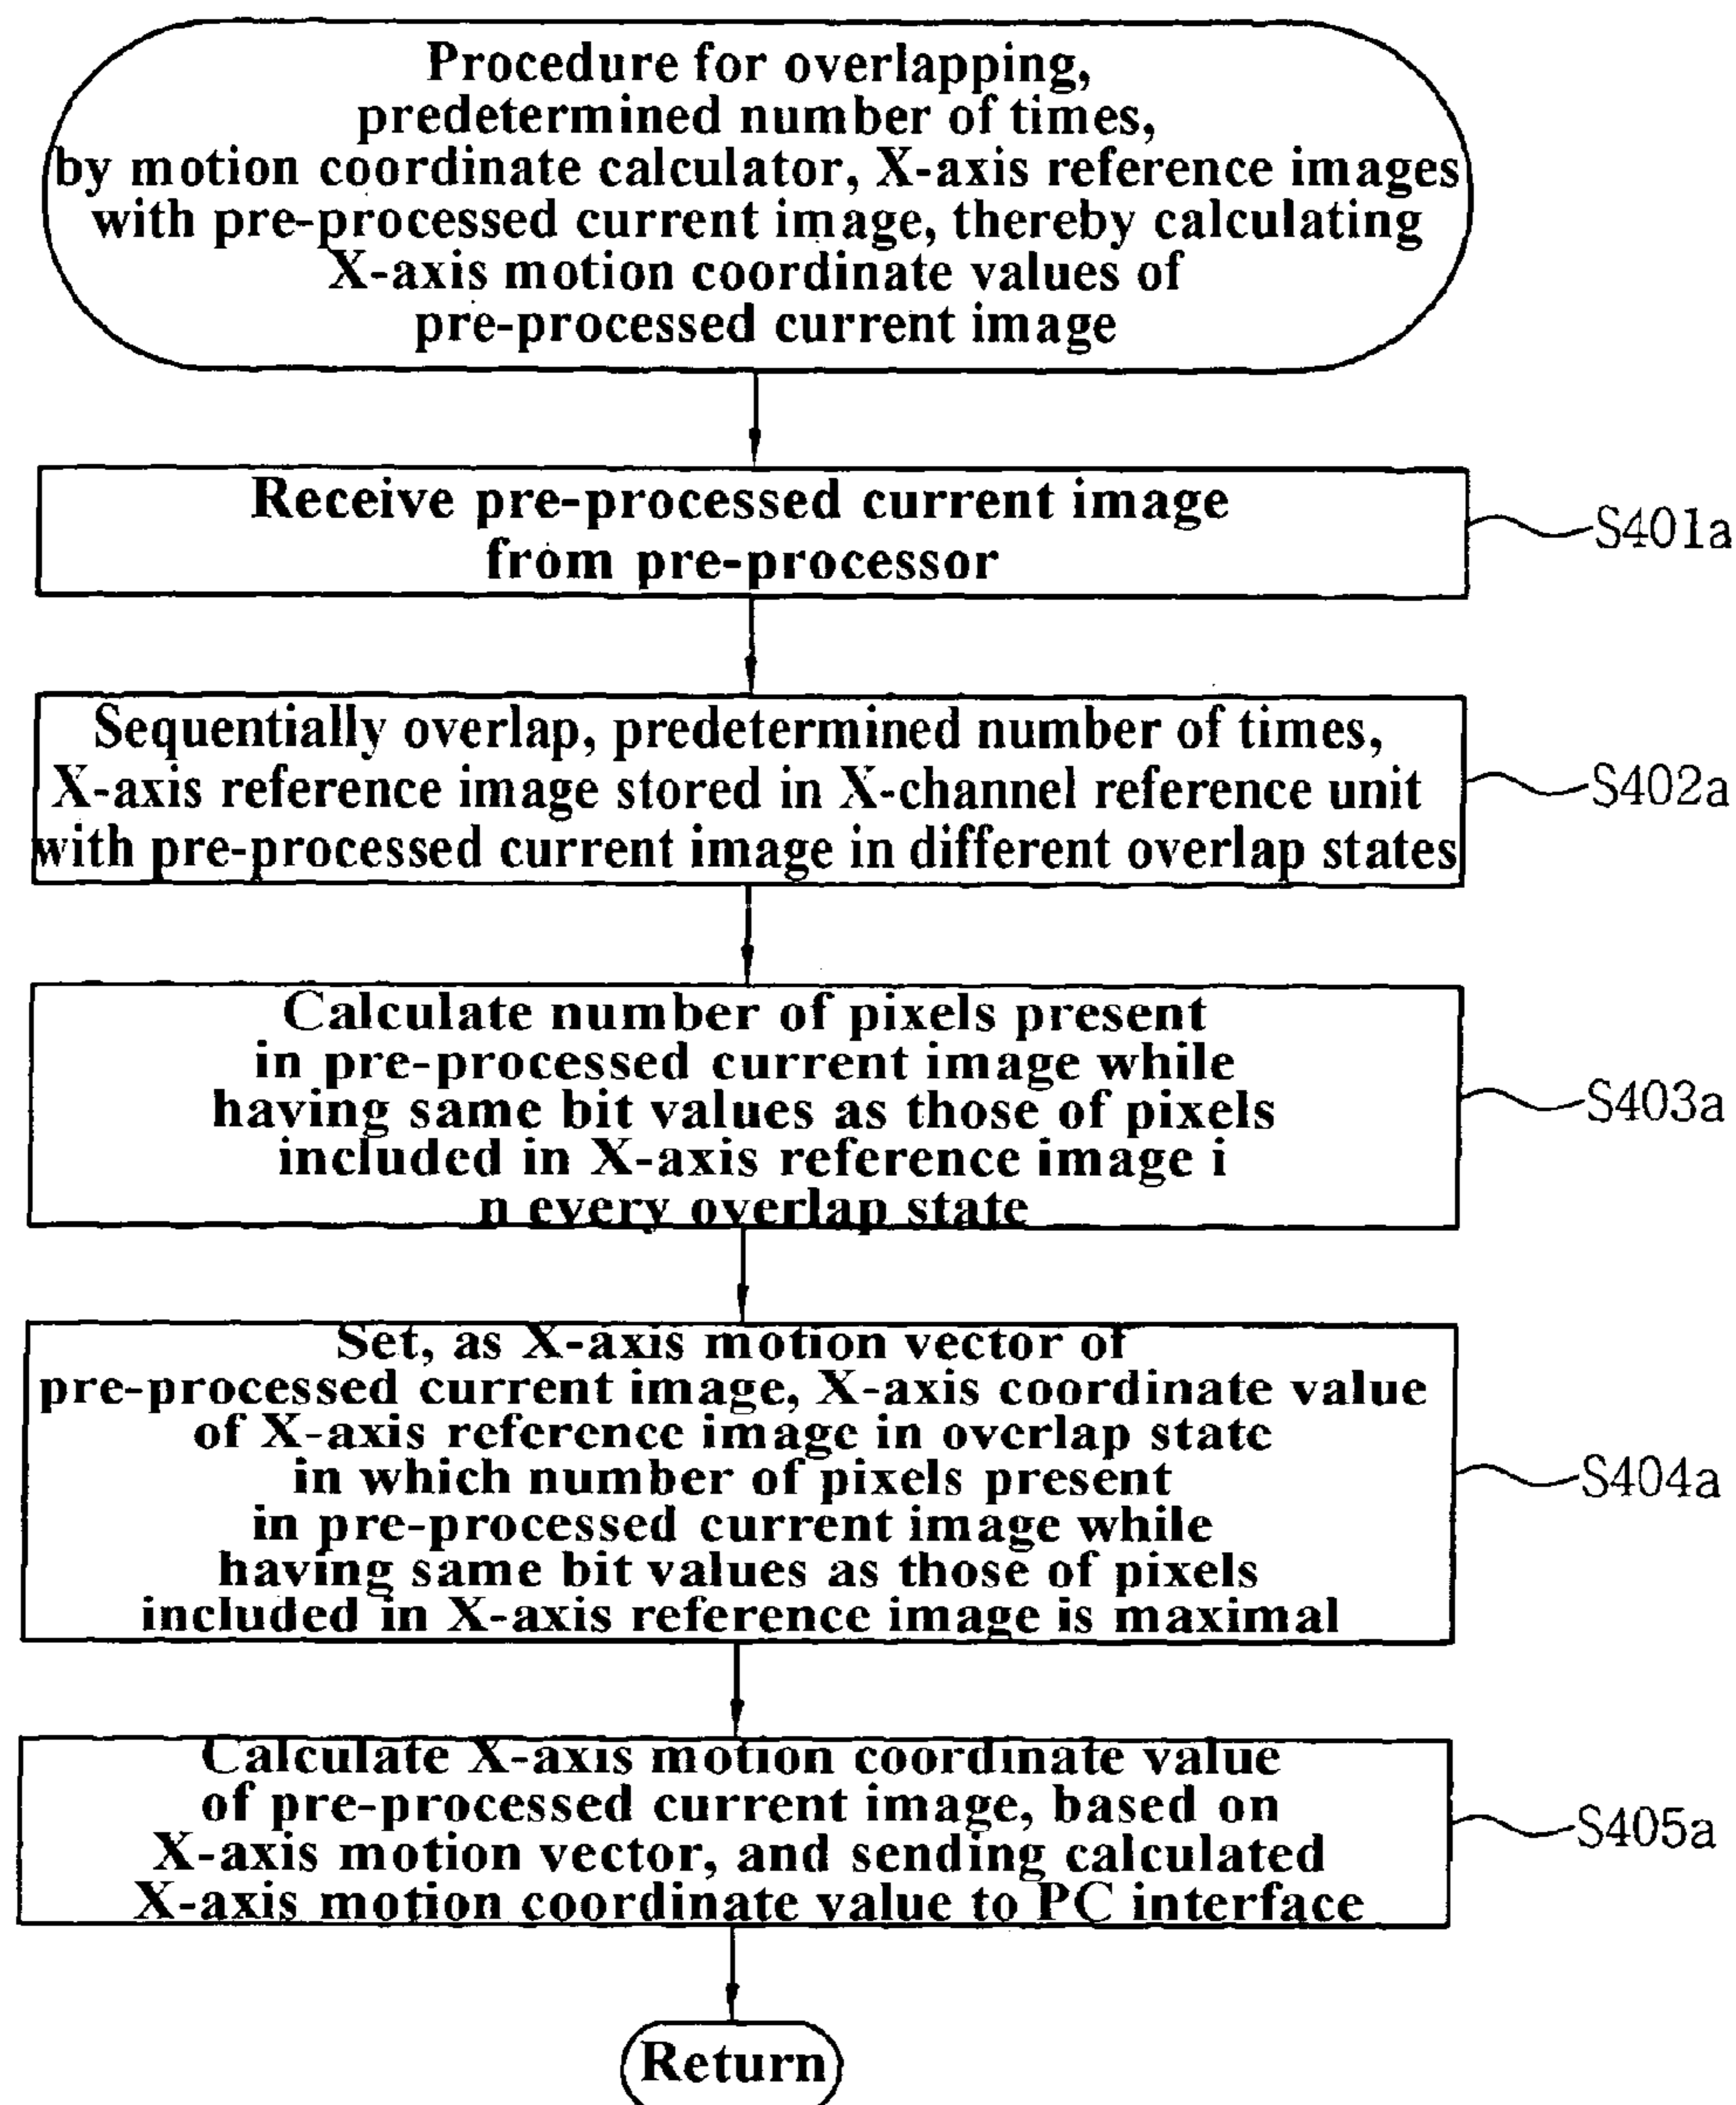 Procedure for overlapping,
predetermined number of times,
by motion coordinate calculator, X-axis reference images
with pre-processed current image, thereby calculating
X-axis motion coordinate values of
pre-processed current image
Receive pre-processed current image
from pre-processor
S401a
Sequentially overlap, predetermined number of times,
X-axis reference image stored in X-channel reference unit
with pre-processed current image in different overlap states
S402a
Calculate number of pixels present
in pre-processed current image while
having same bit values as those of pixels
included in X-axis reference image i
n every overlap state
S403a
Set, as X-axis motion vector of
pre-processed current image, X-axis coordinate value
of X-axis reference image in overlap state
in which number of pixels present
in pre-processed current image while
having same bit values as those of pixels
included in X-axis reference image is maximal
S404a
Calculate X-axis motion coordinate value
of pre-processed current image, based on
X-axis motion vector, and sending calculated
X-axis motion coordinate value to PC interface
S405a
Return